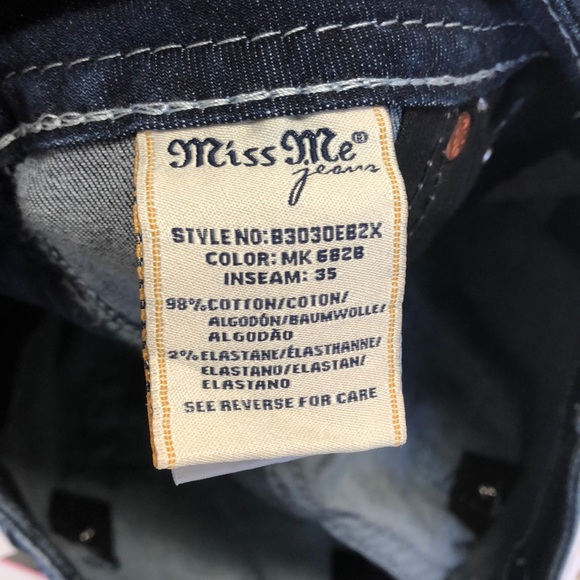 Miss Me®
jeans
STYLE NO: B3030EB2X
COLOR: MK 682B
INSEAM: 35
98% COTTON/COTON/
ALGODÓN/BAUMWOLLE/
ALGODÃO
2% ELASTANE/ÉLASTHANNE/
ELASTANO/ELASTAN/
ELASTANO
SEE REVERSE FOR CARE